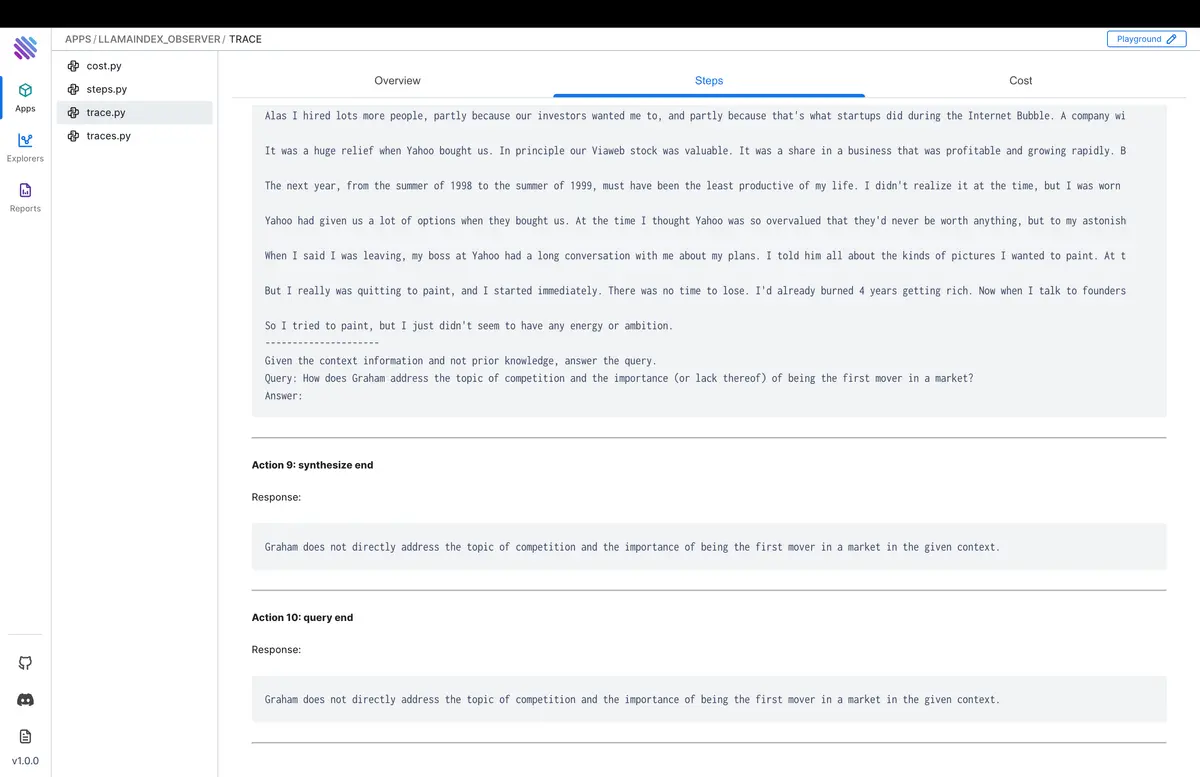 APPS / LLAMAINDEX_OBSERVER / TRACE
Playground
Apps
Explorers
Reports
v1.0.0
cost.py
steps.py
trace.py
traces.py
Overview
Steps
Cost
Alas I hired lots more people, partly because our investors wanted me to, and partly because that's what startups did during the Internet Bubble. A company wi
It was a huge relief when Yahoo bought us. In principle our Viaweb stock was valuable. It was a share in a business that was profitable and growing rapidly. B
The next year, from the summer of 1998 to the summer of 1999, must have been the least productive of my life. I didn't realize it at the time, but I was worn
Yahoo had given us a lot of options when they bought us. At the time I thought Yahoo was so overvalued that they'd never be worth anything, but to my astonish
When I said I was leaving, my boss at Yahoo had a long conversation with me about my plans. I told him all about the kinds of pictures I wanted to paint. At t
But I really was quitting to paint, and I started immediately. There was no time to lose. I'd already burned 4 years getting rich. Now when I talk to founders
So I tried to paint, but I just didn't seem to have any energy or ambition.
---------------------
Given the context information and not prior knowledge, answer the query.
Query: How does Graham address the topic of competition and the importance (or lack thereof) of being the first mover in a market?
Answer:
Action 9: synthesize end
Response:
Graham does not directly address the topic of competition and the importance of being the first mover in a market in the given context.
Action 10: query end
Response:
Graham does not directly address the topic of competition and the importance of being the first mover in a market in the given context.